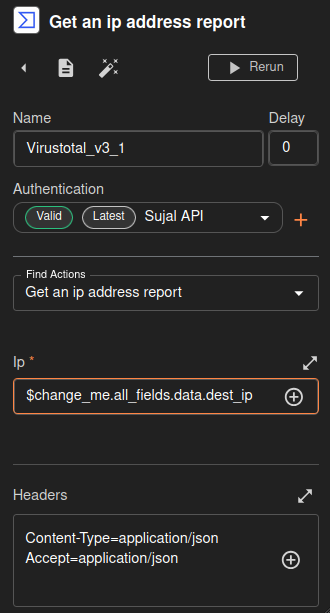 Get an ip address report
Rerun
Name
Delay
Virustotal_v3_1
0
Authentication
Valid
Latest
Sujal API
Find Actions
Get an ip address report
Ip *
$change_me.all_fields.data.dest_ip
Headers
Content-Type=application/json
Accept=application/json